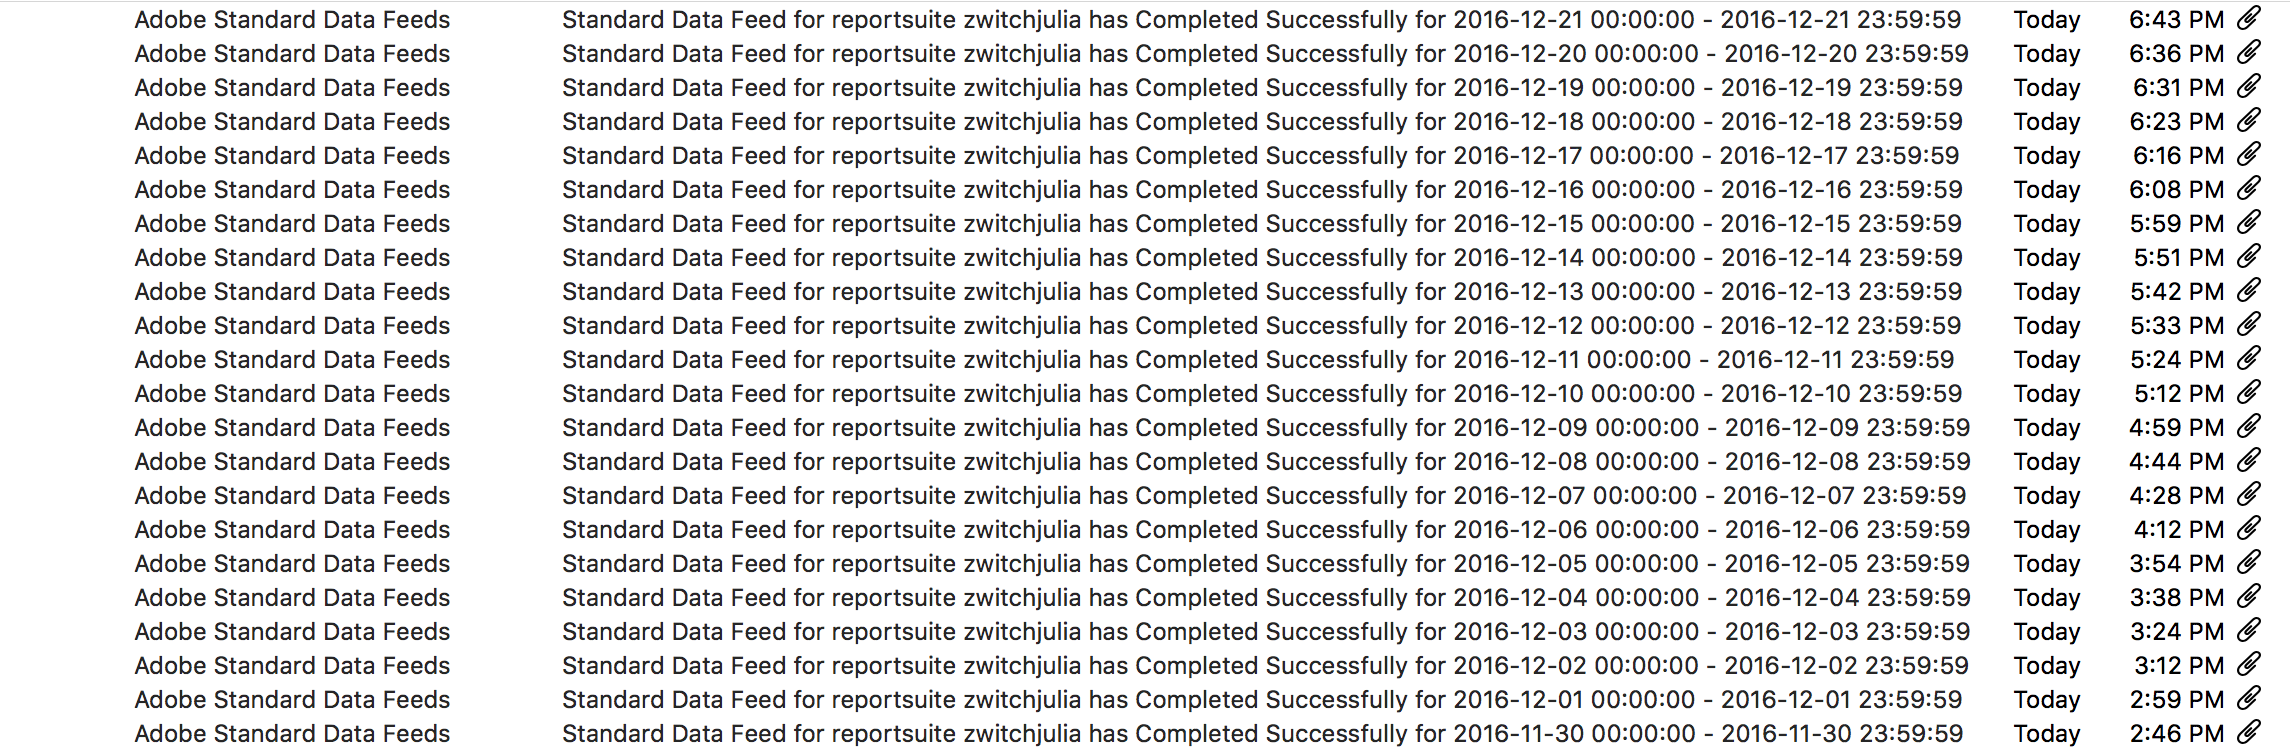 Adobe Standard Data Feeds Standard Data Feed for reportsuite zwitchjulia has Completed Successfully for 2016-12-21 00:00:00 - 2016-12-21 23:59:59 Today 6:43 PM
Adobe Standard Data Feeds Standard Data Feed for reportsuite zwitchjulia has Completed Successfully for 2016-12-20 00:00:00 - 2016-12-20 23:59:59 Today 6:36 PM
Adobe Standard Data Feeds Standard Data Feed for reportsuite zwitchjulia has Completed Successfully for 2016-12-19 00:00:00 - 2016-12-19 23:59:59 Today 6:31 PM
Adobe Standard Data Feeds Standard Data Feed for reportsuite zwitchjulia has Completed Successfully for 2016-12-18 00:00:00 - 2016-12-18 23:59:59 Today 6:23 PM
Adobe Standard Data Feeds Standard Data Feed for reportsuite zwitchjulia has Completed Successfully for 2016-12-17 00:00:00 - 2016-12-17 23:59:59 Today 6:16 PM
Adobe Standard Data Feeds Standard Data Feed for reportsuite zwitchjulia has Completed Successfully for 2016-12-16 00:00:00 - 2016-12-16 23:59:59 Today 6:08 PM
Adobe Standard Data Feeds Standard Data Feed for reportsuite zwitchjulia has Completed Successfully for 2016-12-15 00:00:00 - 2016-12-15 23:59:59 Today 5:59 PM
Adobe Standard Data Feeds Standard Data Feed for reportsuite zwitchjulia has Completed Successfully for 2016-12-14 00:00:00 - 2016-12-14 23:59:59 Today 5:51 PM
Adobe Standard Data Feeds Standard Data Feed for reportsuite zwitchjulia has Completed Successfully for 2016-12-13 00:00:00 - 2016-12-13 23:59:59 Today 5:42 PM
Adobe Standard Data Feeds Standard Data Feed for reportsuite zwitchjulia has Completed Successfully for 2016-12-12 00:00:00 - 2016-12-12 23:59:59 Today 5:33 PM
Adobe Standard Data Feeds Standard Data Feed for reportsuite zwitchjulia has Completed Successfully for 2016-12-11 00:00:00 - 2016-12-11 23:59:59 Today 5:24 PM
Adobe Standard Data Feeds Standard Data Feed for reportsuite zwitchjulia has Completed Successfully for 2016-12-10 00:00:00 - 2016-12-10 23:59:59 Today 5:12 PM
Adobe Standard Data Feeds Standard Data Feed for reportsuite zwitchjulia has Completed Successfully for 2016-12-09 00:00:00 - 2016-12-09 23:59:59 Today 4:59 PM
Adobe Standard Data Feeds Standard Data Feed for reportsuite zwitchjulia has Completed Successfully for 2016-12-08 00:00:00 - 2016-12-08 23:59:59 Today 4:44 PM
Adobe Standard Data Feeds Standard Data Feed for reportsuite zwitchjulia has Completed Successfully for 2016-12-07 00:00:00 - 2016-12-07 23:59:59 Today 4:28 PM
Adobe Standard Data Feeds Standard Data Feed for reportsuite zwitchjulia has Completed Successfully for 2016-12-06 00:00:00 - 2016-12-06 23:59:59 Today 4:12 PM
Adobe Standard Data Feeds Standard Data Feed for reportsuite zwitchjulia has Completed Successfully for 2016-12-05 00:00:00 - 2016-12-05 23:59:59 Today 3:54 PM
Adobe Standard Data Feeds Standard Data Feed for reportsuite zwitchjulia has Completed Successfully for 2016-12-04 00:00:00 - 2016-12-04 23:59:59 Today 3:38 PM
Adobe Standard Data Feeds Standard Data Feed for reportsuite zwitchjulia has Completed Successfully for 2016-12-03 00:00:00 - 2016-12-03 23:59:59 Today 3:24 PM
Adobe Standard Data Feeds Standard Data Feed for reportsuite zwitchjulia has Completed Successfully for 2016-12-02 00:00:00 - 2016-12-02 23:59:59 Today 3:12 PM
Adobe Standard Data Feeds Standard Data Feed for reportsuite zwitchjulia has Completed Successfully for 2016-12-01 00:00:00 - 2016-12-01 23:59:59 Today 2:59 PM
Adobe Standard Data Feeds Standard Data Feed for reportsuite zwitchjulia has Completed Successfully for 2016-11-30 00:00:00 - 2016-11-30 23:59:59 Today 2:46 PM